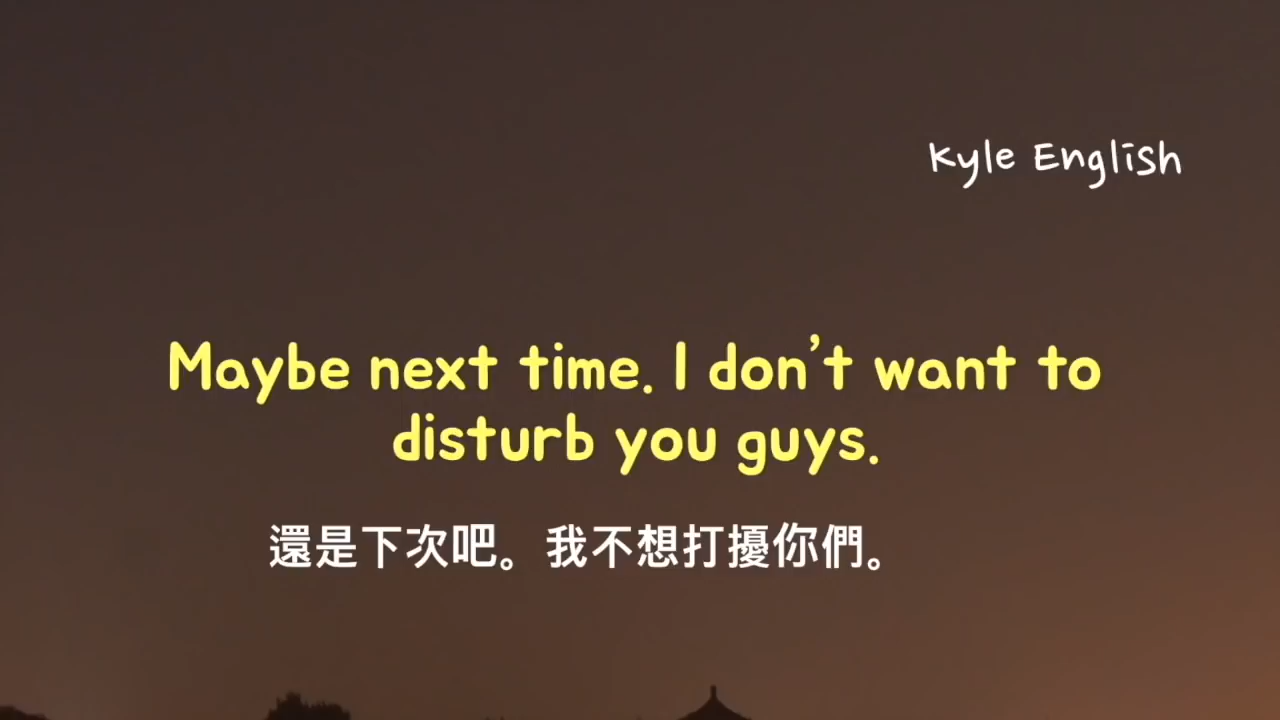 Kyle English
Maybe next time. I don't want to
disturb you guys.
還是下次吧。我不想打擾你們。